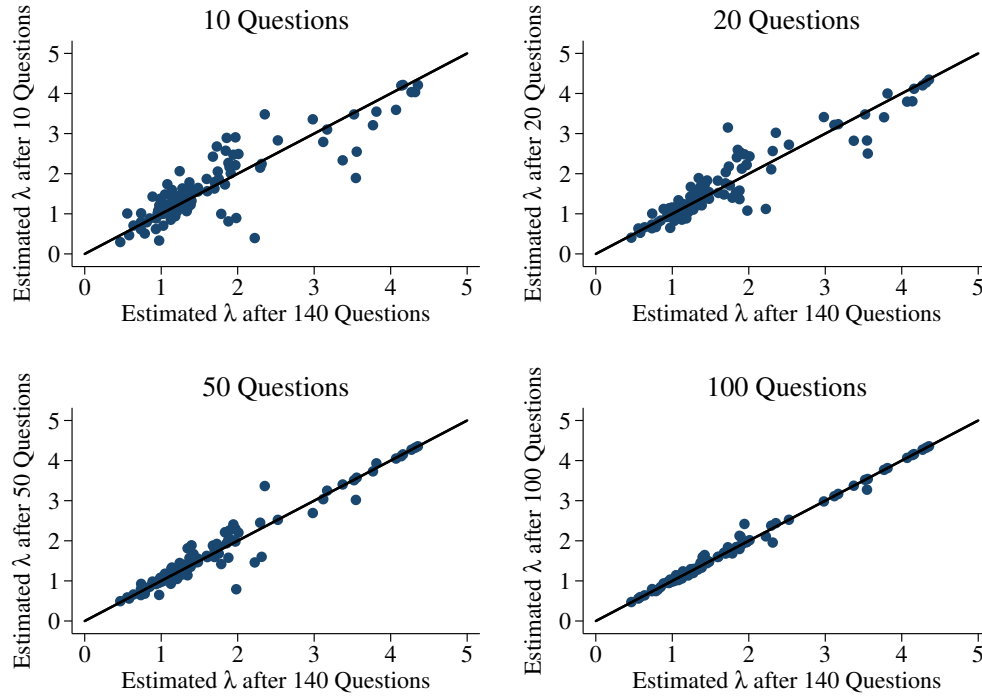 10 Questions
Estimated λ after 10 Questions
5
4
3
2
1
0
0 1 2 3 4 5
Estimated λ after 140 Questions
20 Questions
Estimated λ after 20 Questions
5
4
3
2
1
0
0 1 2 3 4 5
Estimated λ after 140 Questions
50 Questions
Estimated λ after 50 Questions
5
4
3
2
1
0
0 1 2 3 4 5
Estimated λ after 140 Questions
100 Questions
Estimated λ after 100 Questions
5
4
3
2
1
0
0 1 2 3 4 5
Estimated λ after 140 Questions